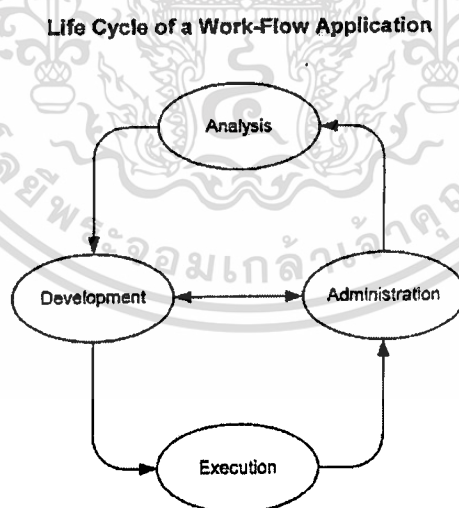 Life Cycle of a Work-Flow Application
Analysis
Development
Administration
Execution